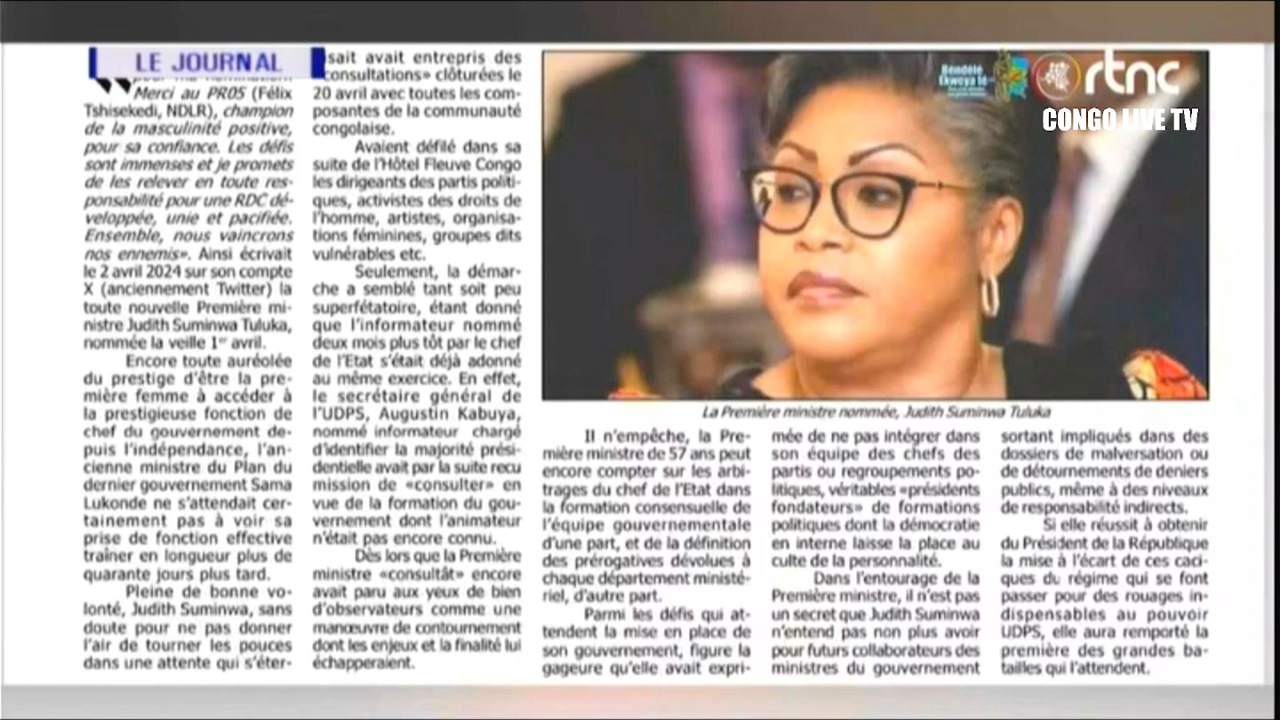 LE JOURNAL
Merci au PR05 (Félix
Tshisekedi, NDLR), champion
de la masculinité positive,
pour sa confiance. Les défis
sont immenses et je promets
de les relever en toute res-
ponsabilité pour une RDC dé-
veloppée, unie et pacifiée.
Ensemble, nous vaincrons
nos ennemis». Ainsi écrivait
le 2 avril 2024 sur son compte
X (anciennement Twitter) la
toute nouvelle Première mi-
nistre Judith Suminwa Tuluka,
nommée la veille 1er avril.
Encore toute auréolée
du prestige d'être la pre-
mière femme à accéder à
la prestigieuse fonction de
chef du gouvernement de-
puis l'indépendance, l'an-
cienne ministre du Plan du
dernier gouvernement Sama
Lukonde ne s'attendait cer-
tainement pas à voir sa
prise de fonction effective
traîner en longueur plus de
quarante jours plus tard.
Pleine de bonne vo-
lonté, Judith Suminwa, sans
doute pour ne pas donner
l'air de tourner les pouces
dans une attente qui s'éter-
isait avait entrepris des
consultations» clôturées le
20 avril avec toutes les com-
posantes de la communauté
congolaise.
Avaient défilé dans sa
suite de l'Hôtel Fleuve Congo
les dirigeants des partis politi-
ques, activistes des droits de
l'homme, artistes, organisa-
tions féminines, groupes dits
vulnérables etc.
Seulement, la démar-
che a semblé tant soit peu
superfétatoire, étant donné
que l'informateur nommé
deux mois plus tôt par le chef
de l'Etat s'était déjà adonné
au même exercice. En effet,
le secrétaire général de
l'UDPS, Augustin Kabuya,
nommé informateur chargé
d'identifier la majorité prési-
dentielle avait par la suite recu
mission de «consulter» en
vue de la formation du gou-
vernement dont l'animateur
n'était pas encore connu.
Dès lors que la Première
ministre «consultât» encore
avait paru aux yeux de bien
d'observateurs comme une
manœuvre de contournement
dont les enjeux et la finalité lui
échapperaient.
Bendele
Ekweya te
rtnc
CONGO LIVE TV
La Première ministre nommée, Judith Suminwa Tuluka
Il n'empêche, la Pre-
mière ministre de 57 ans peut
encore compter sur les arbi-
trages du chef de l'Etat dans
la formation consensuelle de
l'équipe gouvernementale
d'une part, et de la définition
des prérogatives dévolues à
chaque département ministé-
riel, d'autre part.
Parmi les défis qui at-
tendent la mise en place de
son gouvernement, figure la
gageure qu'elle avait expri-
mée de ne pas intégrer dans
son équipe des chefs des
partis ou regroupements po-
litiques, véritables «présidents
fondateurs» de formations
politiques dont la démocratie
en interne laisse la place au
culte de la personnalité.
Dans l'entourage de la
Première ministre, il n'est pas
un secret que Judith Suminwa
n'entend pas non plus avoir
pour futurs collaborateurs des
ministres du gouvernement
sortant impliqués dans des
dossiers de malversation ou
de détournements de deniers
publics, même à des niveaux
de responsabilité indirects.
Si elle réussit à obtenir
du Président de la République
la mise à l'écart de ces caci-
ques du régime qui se font
passer pour des rouages in-
dispensables au pouvoir
UDPS, elle aura remporté la
première des grandes ba-
tailles qui l'attendent.